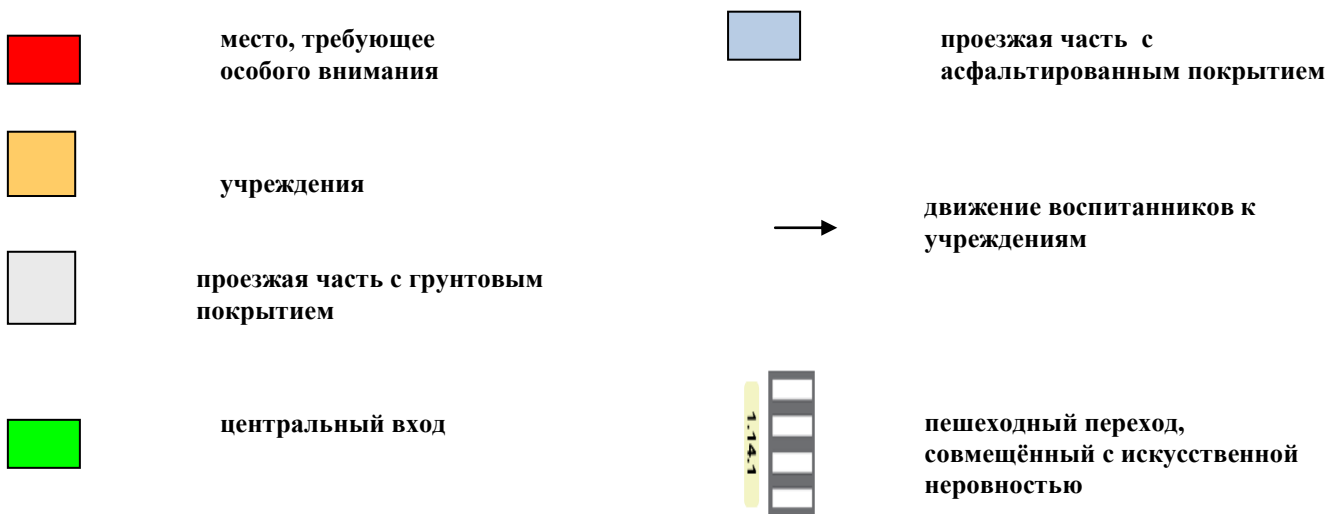 место, требующее
особого внимания
учреждения
проезжая часть с грунтовым
покрытием
центральный вход
проезжая часть с
асфальтированным покрытием
движение воспитанников к
учреждениям
1.14.1
пешеходный переход,
совмещённый с искусственной
неровностью